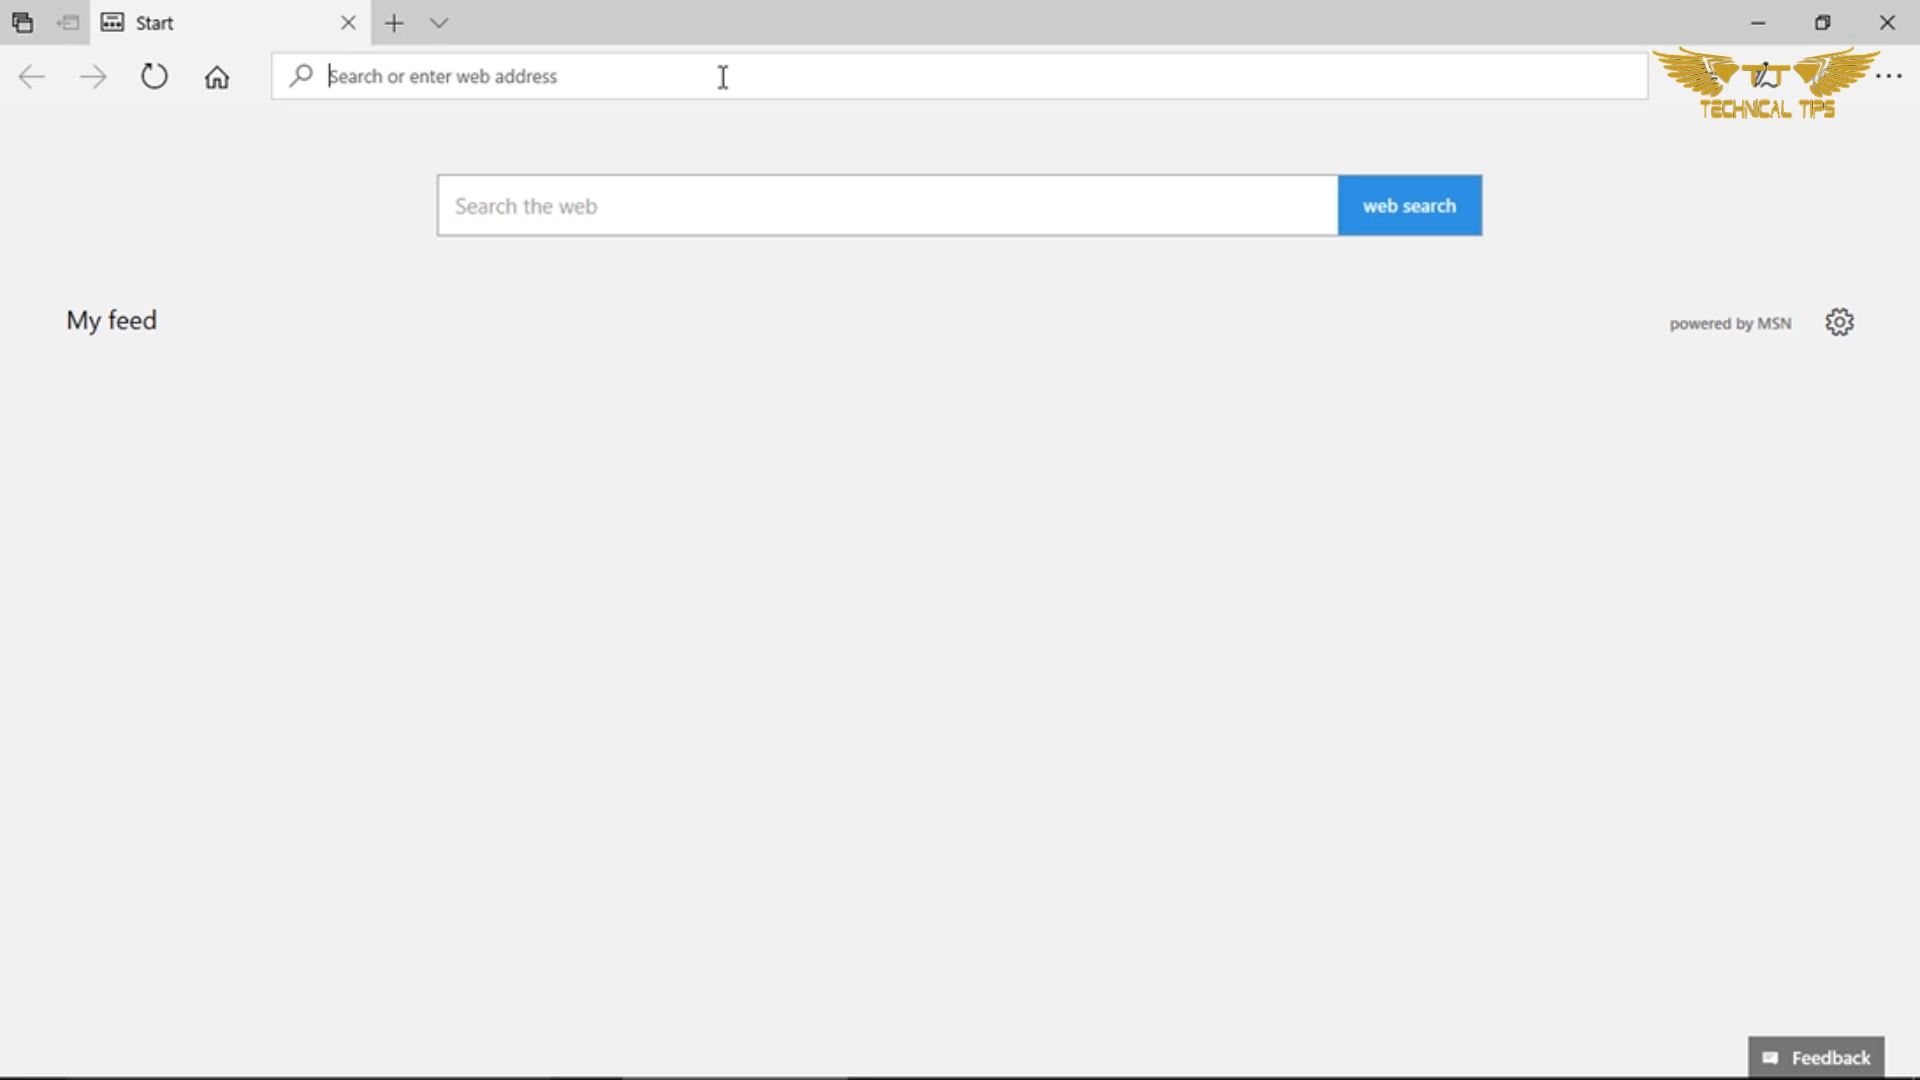 Start
Search or enter web address
TT
TECHNICAL TIPS
Search the web
web search
My feed
powered by MSN
Feedback